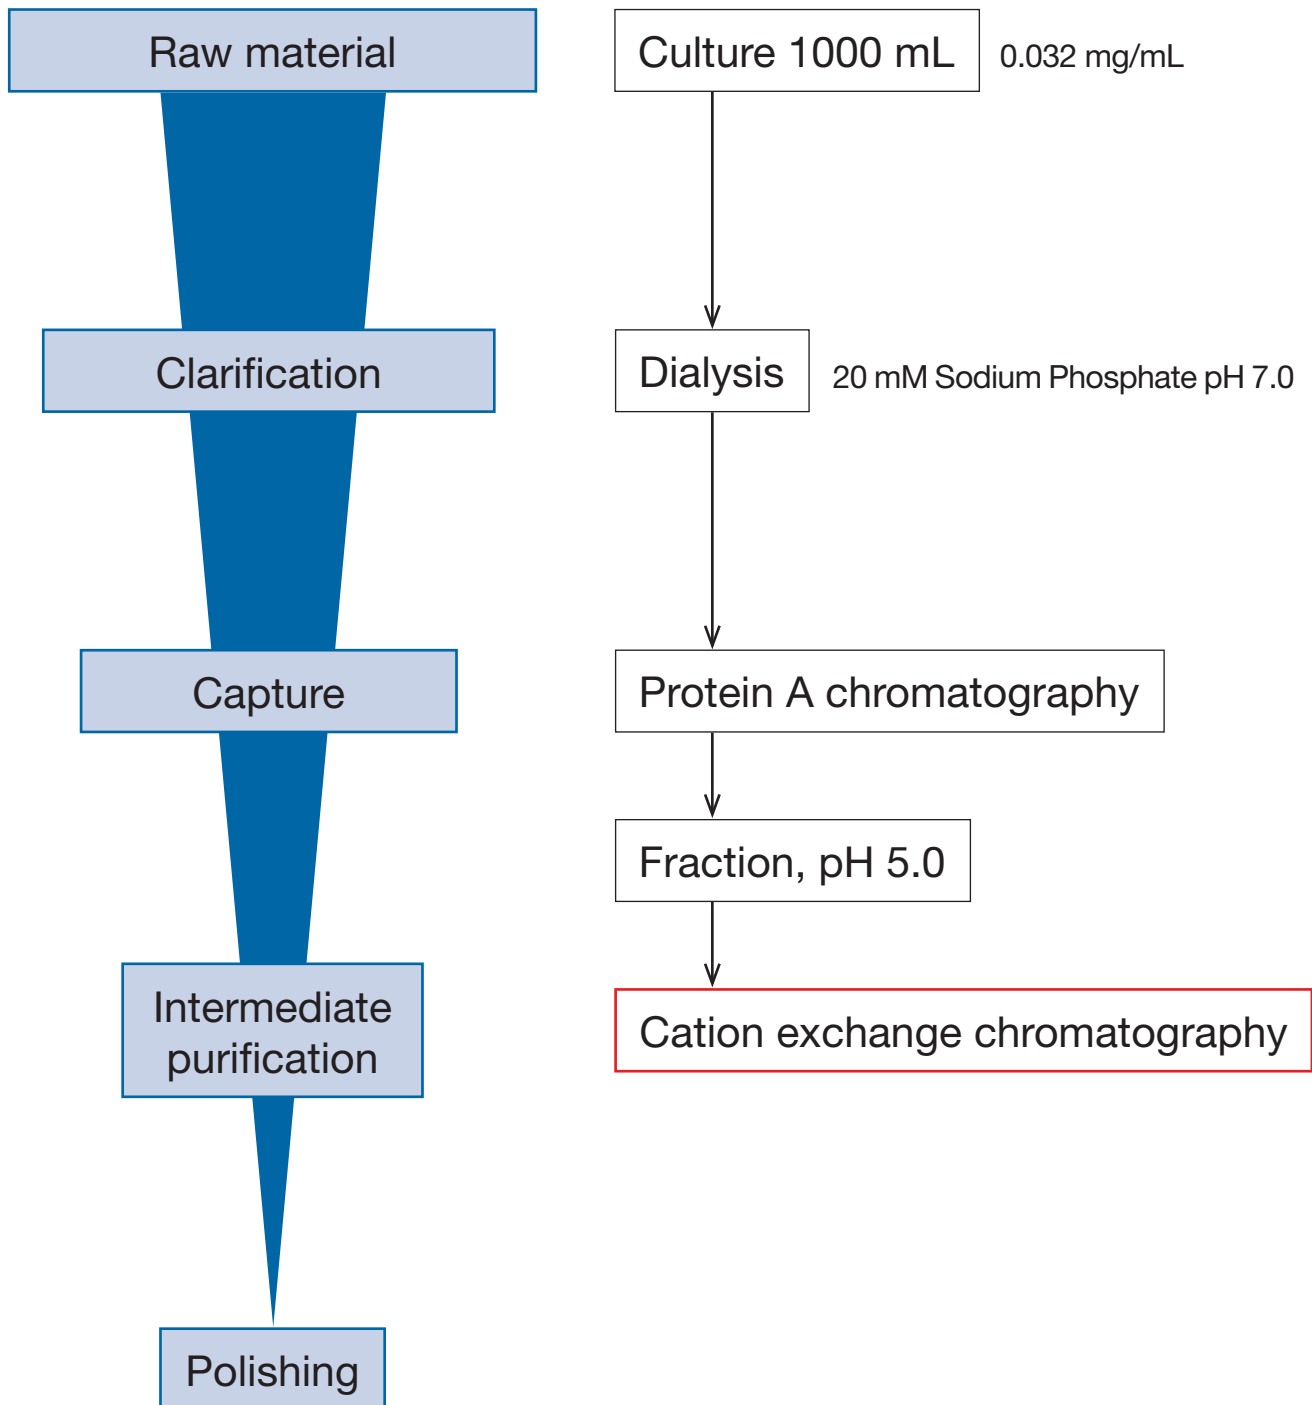 Raw material
Culture 1000 mL
0.032 mg/mL
Clarification
Dialysis
20 mM Sodium Phosphate pH 7.0
Capture
Protein A chromatography
Fraction, pH 5.0
Intermediate
purification
Cation exchange chromatography
Polishing